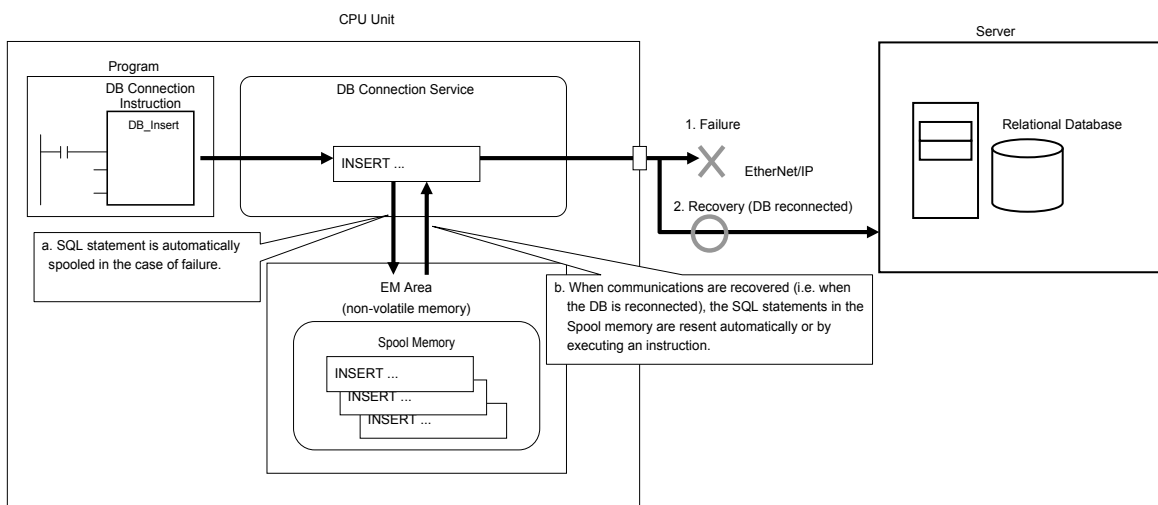 CPU Unit
Server
Program
DB Connection
Instruction
DB_Insert
DB Connection Service
INSERT ...
1. Failure
EtherNet/IP
2. Recovery (DB reconnected)
Relational Database
a. SQL statement is automatically
spooled in the case of failure.
EM Area
(non-volatile memory)
Spool Memory
INSERT ...
INSERT ...
INSERT ...
b. When communications are recovered (i.e. when
the DB is reconnected), the SQL statements in the
Spool memory are resent automatically or by
executing an instruction.